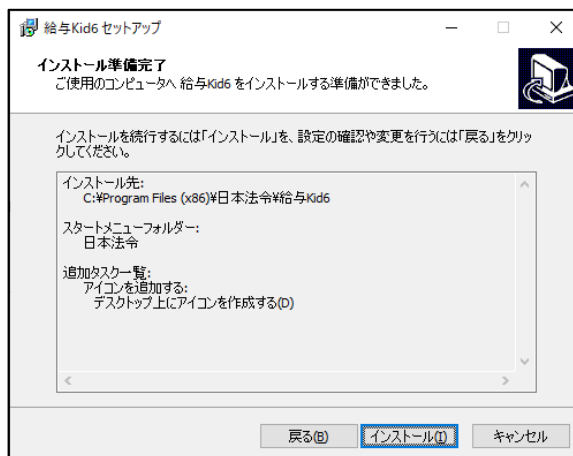 給与Kid6 セットアップ
インストール準備完了
ご使用のコンピュータへ 給与Kid6 をインストールする準備ができました。
インストールを続行するには「インストール」を、設定の確認や変更を行うには「戻る」をクリッ
クしてください。
インストール先:
C:¥Program Files (x86)¥日本法令¥給与Kid6
スタートメニューフォルダー:
日本法令
追加タスク一覧:
アイコンを追加する:
デスクトップ上にアイコンを作成する(D)
戻る(B) インストール(I) キャンセル